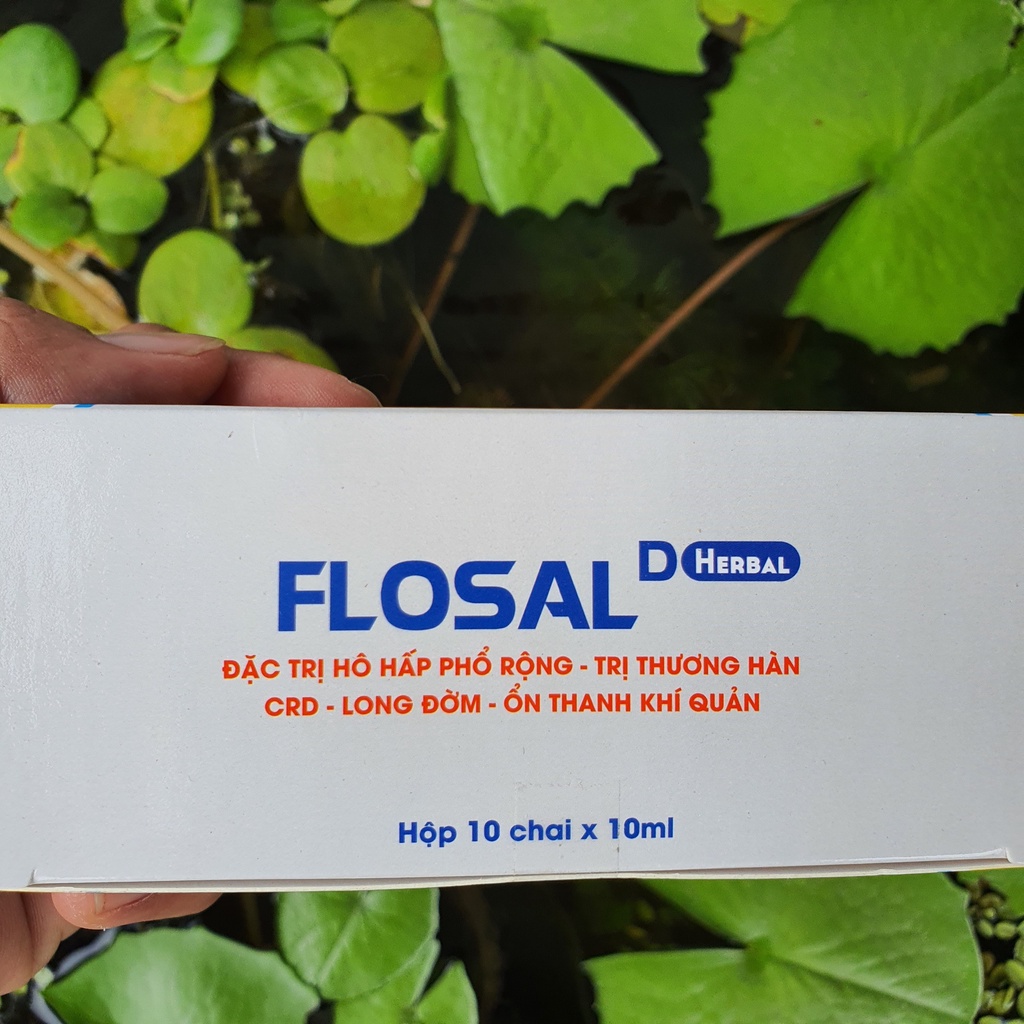 FLOSAL D HERBAL
ĐẶC TRỊ HÔ HẤP PHỔ RỘNG - TRỊ THƯƠNG HÀN
CRD - LONG ĐỜM - ỔN THANH KHÍ QUẢN
Hộp 10 chai x 10ml